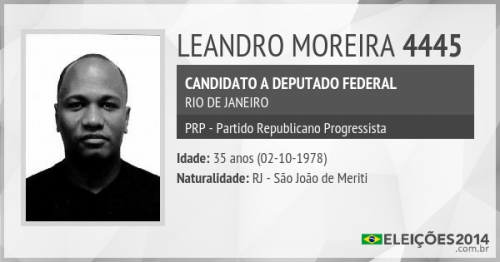 LEANDRO MOREIRA 4445
CANDIDATO A DEPUTADO FEDERAL
RIO DE JANEIRO
PRP - Partido Republicano Progressista
Idade: 35 anos (02-10-1978)
Naturalidade: RJ - São João de Meriti
ELEIÇÕES2014
.com.br